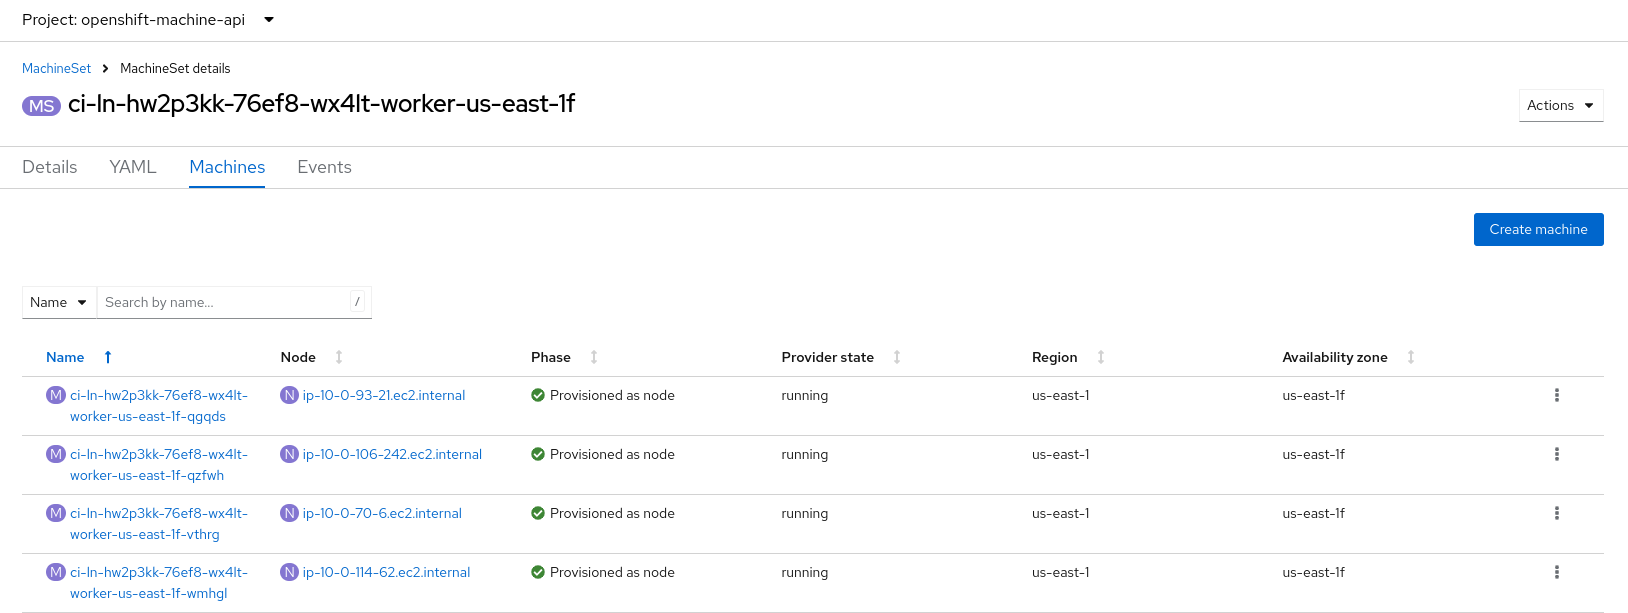 Project: openshift-machine-api
MachineSet > MachineSet details
MS ci-ln-hw2p3kk-76ef8-wx4lt-worker-us-east-1f
Actions
Details YAML Machines Events
Create machine
Name Search by name... /
Name Node Phase Provider state Region Availability zone
M ci-ln-hw2p3kk-76ef8-wx4lt- N ip-10-0-93-21.ec2.internal Provisioned as node running us-east-1 us-east-1f
worker-us-east-1f-qgqds
M ci-ln-hw2p3kk-76ef8-wx4lt- N ip-10-0-106-242.ec2.internal Provisioned as node running us-east-1 us-east-1f
worker-us-east-1f-qzfwh
M ci-ln-hw2p3kk-76ef8-wx4lt- N ip-10-0-70-6.ec2.internal Provisioned as node running us-east-1 us-east-1f
worker-us-east-1f-vthrg
M ci-ln-hw2p3kk-76ef8-wx4lt- N ip-10-0-114-62.ec2.internal Provisioned as node running us-east-1 us-east-1f
worker-us-east-1f-wmhgl